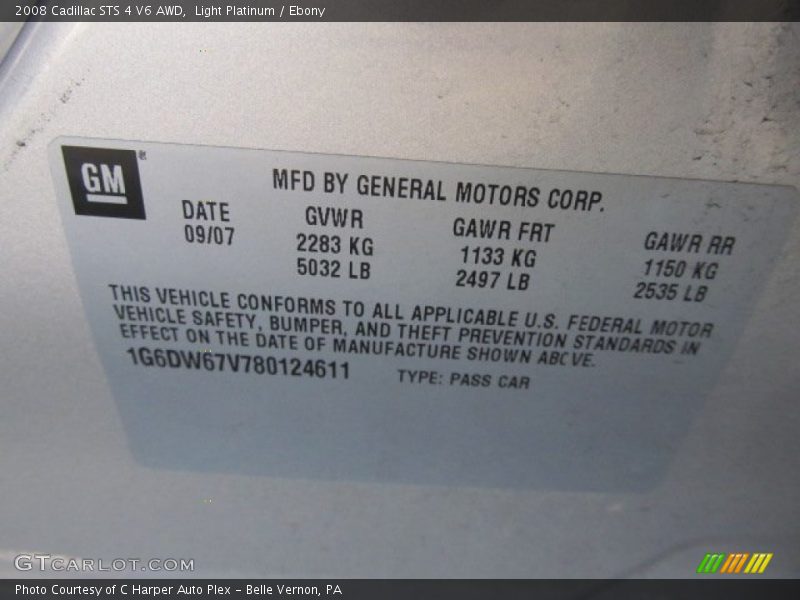 2008 Cadillac STS 4 V6 AWD, Light Platinum / Ebony
GM®
MFD BY GENERAL MOTORS CORP.
DATE GVWR GAWR FRT GAWR RR
09/07 2283 KG 1133 KG 1150 KG
5032 LB 2497 LB 2535 LB
THIS VEHICLE CONFORMS TO ALL APPLICABLE U.S. FEDERAL MOTOR
VEHICLE SAFETY, BUMPER, AND THEFT PREVENTION STANDARDS IN
EFFECT ON THE DATE OF MANUFACTURE SHOWN ABOVE.
1G6DW67V780124611 TYPE: PASS CAR
GTCARLOT.COM
Photo Courtesy of C Harper Auto Plex - Belle Vernon, PA